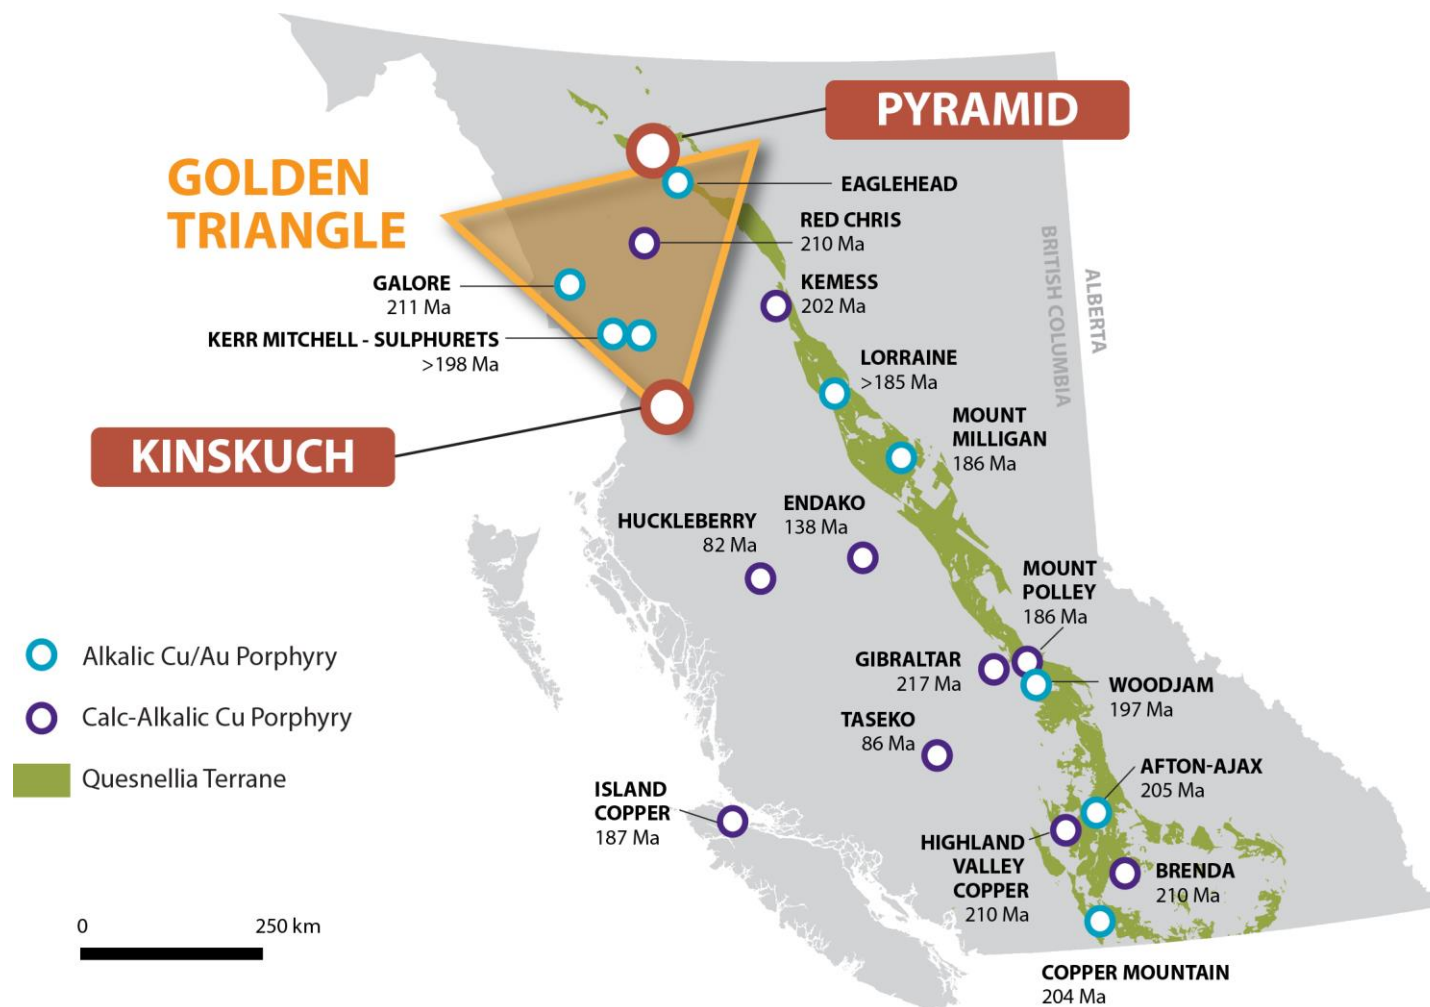 PYRAMID
GOLDEN
TRIANGLE
EAGLEHEAD
RED CHRIS
210 Ma
BRITISH COLUMBIA
ALBERTA
GALORE
211 Ma
KEMESS
202 Ma
KERR MITCHELL - SULPHURETS
>198 Ma
LORRAINE
>185 Ma
KINSKUCH
MOUNT
MILLIGAN
186 Ma
ENDAKO
138 Ma
HUCKLEBERRY
82 Ma
MOUNT
POLLEY
186 Ma
Alkalic Cu/Au Porphyry
GIBRALTAR
217 Ma
WOODJAM
197 Ma
Calc-Alkalic Cu Porphyry
TASEKO
86 Ma
Quesnellia Terrane
AFTON-AJAX
205 Ma
ISLAND
COPPER
187 Ma
HIGHLAND
VALLEY
COPPER
210 Ma
BRENDA
210 Ma
0
250 km
COPPER MOUNTAIN
204 Ma